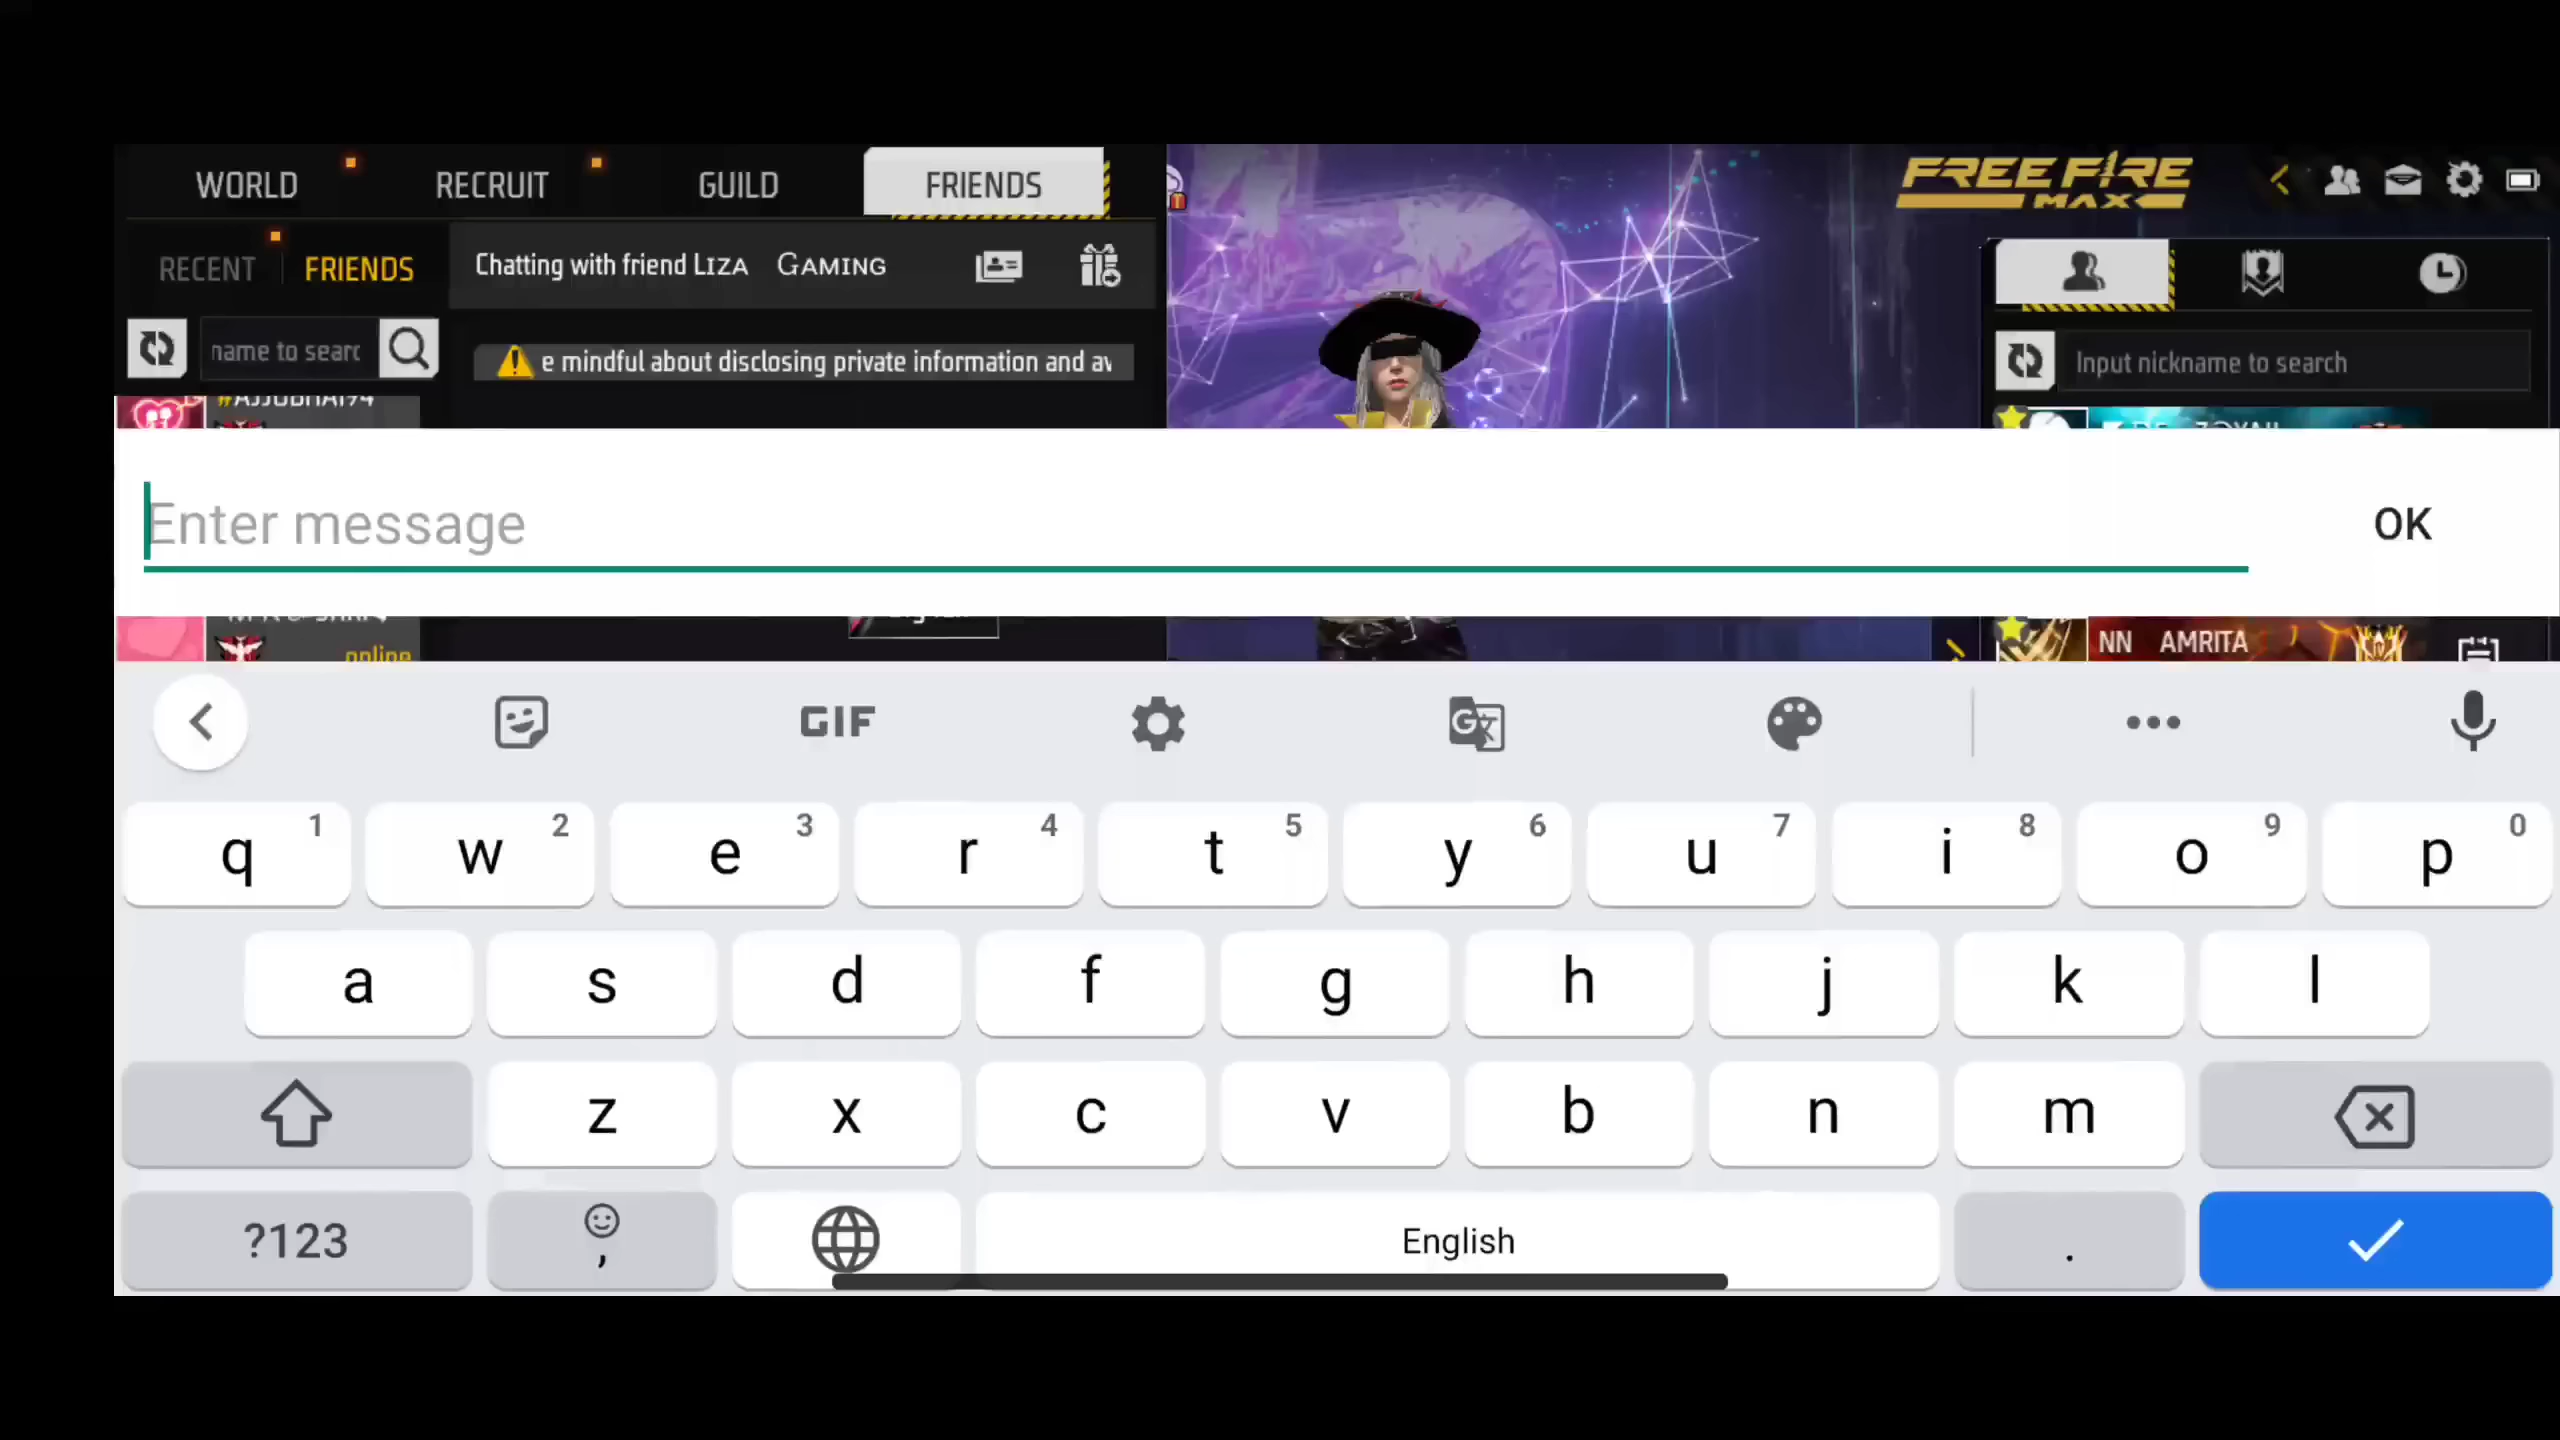 WORLD
RECRUIT
GUILD
FRIENDS
FREE FIRE
MAX
RECENT
FRIENDS
Chatting with friend LIZA GAMING
name to searc
e mindful about disclosing private information and av
Input nickname to search
#AJJUBHAI94
Enter message
OK
online
NN AMRITA
GIF
q 1 w 2 e 3 r 4 t 5 y 6 u 7 i 8 o 9 p 0
a s d f g h j k l
z x c v b n m
?123 , English .